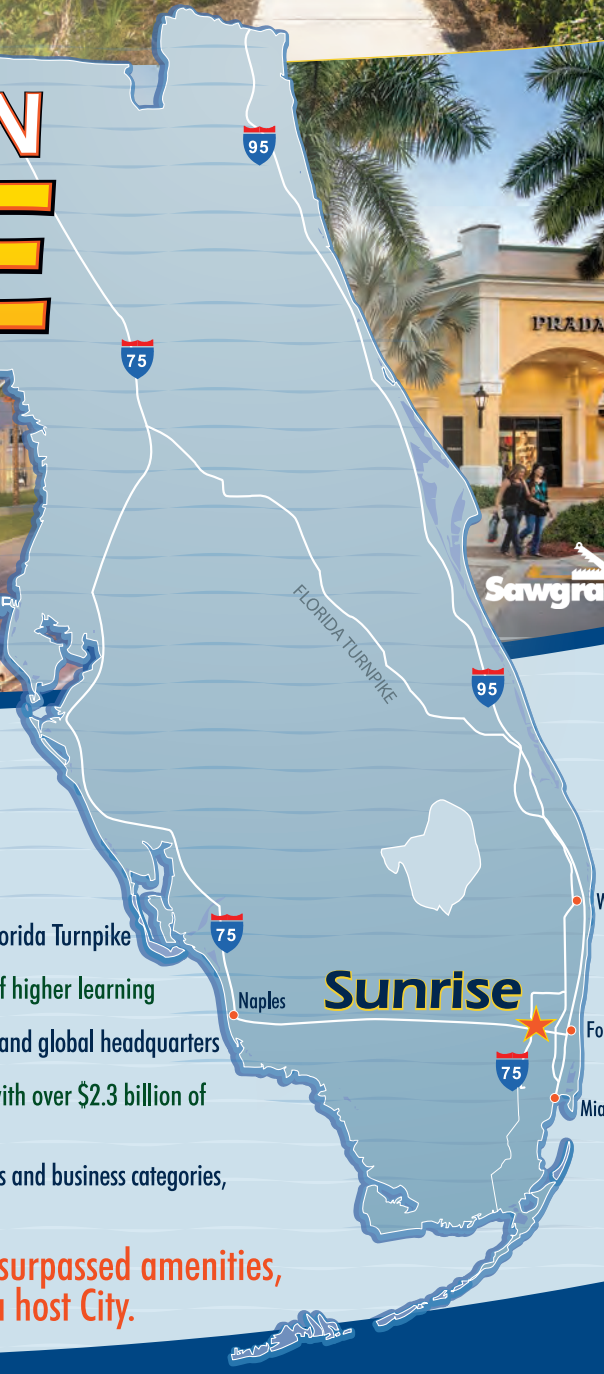 N
E
95
75
PRADA
Sawgra
FLORIDA TURNPIKE
95
orida Turnpike
75
f higher learning
Sunrise
Naples
and global headquarters
Fo
75
ith over $2.3 billion of
Mia
s and business categories,
surpassed amenities,
host City.